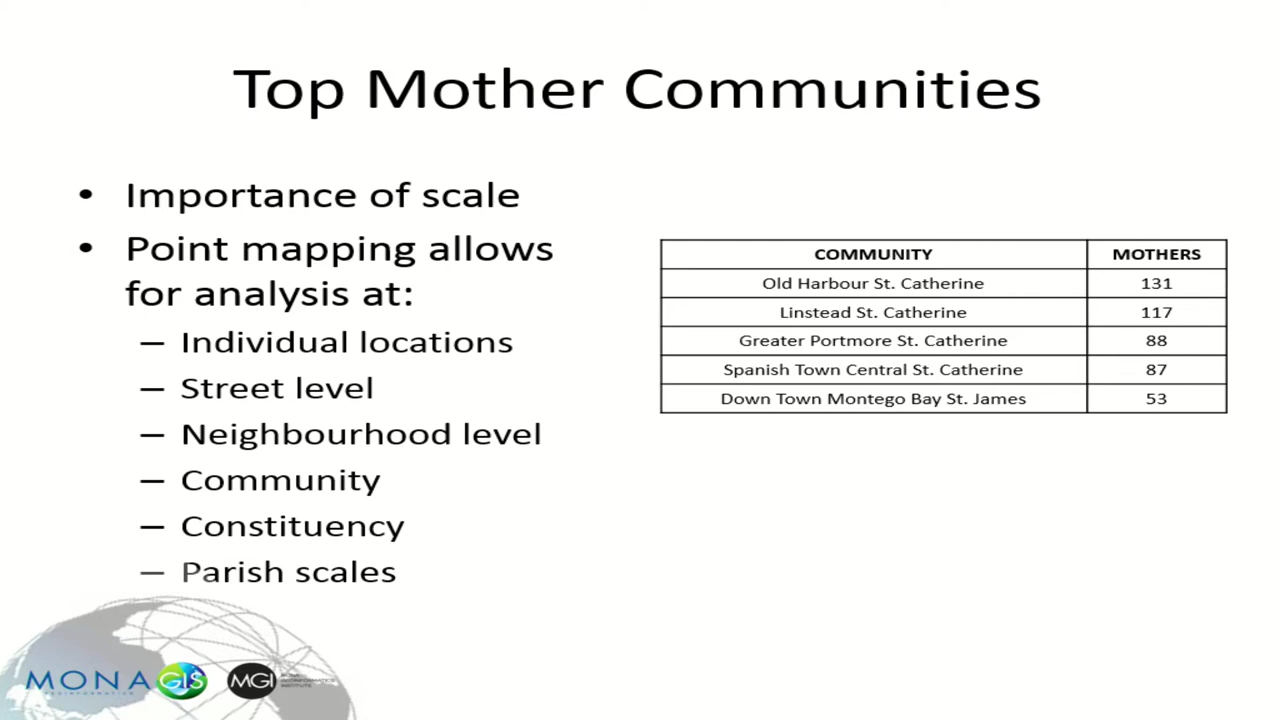 Top Mother Communities
• Importance of scale
• Point mapping allows
for analysis at:
– Individual locations
– Street level
– Neighbourhood level
– Community
– Constituency
– Parish scales
COMMUNITY MOTHERS
Old Harbour St. Catherine 131
Linstead St. Catherine 117
Greater Portmore St. Catherine 88
Spanish Town Central St. Catherine 87
Down Town Montego Bay St. James 53
MONA GIS
MGI